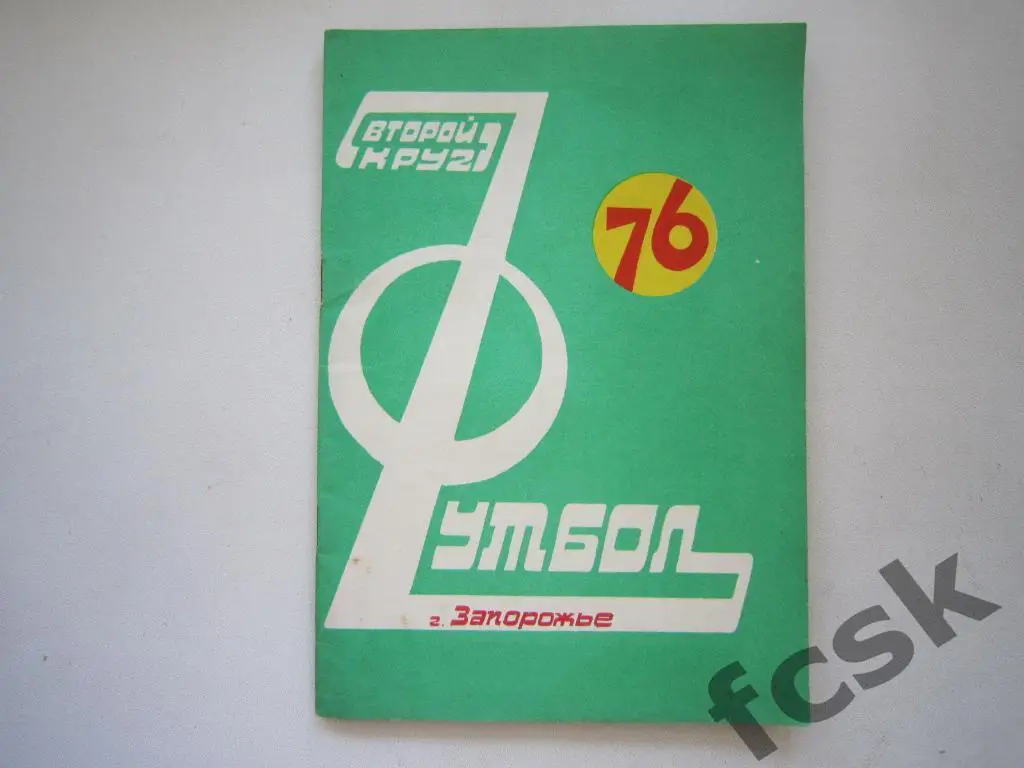 ВТОРОЙ
КРУГ
76
ФУТБОЛ
г. Запорожье
fcsk